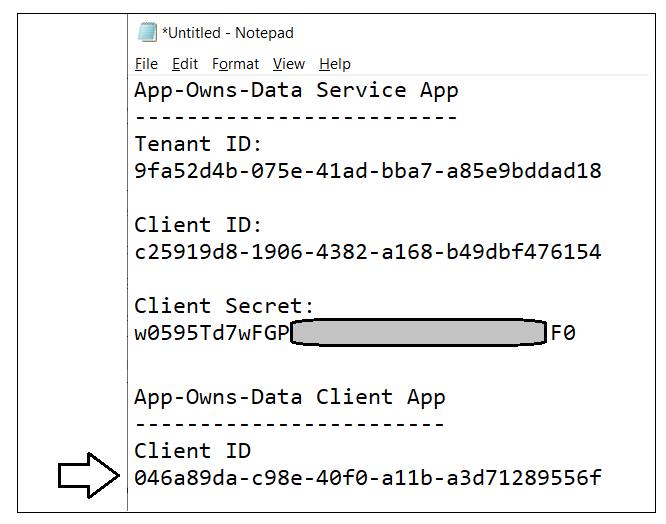 *Untitled - Notepad
File Edit Format View Help
App-Owns-Data Service App
-------------------------
Tenant ID:
9fa52d4b-075e-41ad-bba7-a85e9bddad18
Client ID:
c25919d8-1906-4382-a168-b49dbf476154
Client Secret:
w0595Td7wFGP F0
App-Owns-Data Client App
------------------------
Client ID
046a89da-c98e-40f0-a11b-a3d71289556f